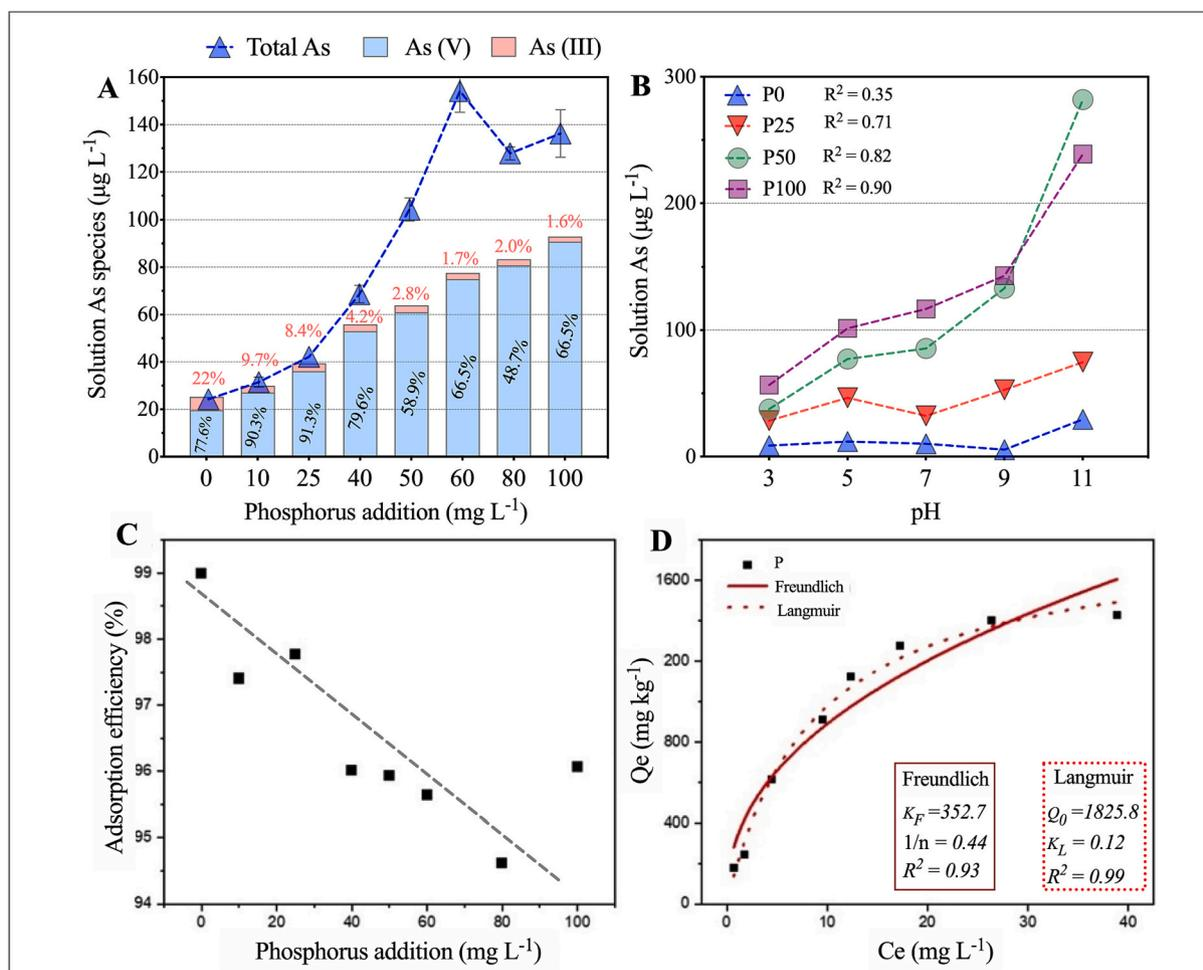 Total As As (V) As (III)
A
160
140
120
100
80
60
40
20
0
Solution As species (µg L-1)
22%
9.7%
8.4%
4.2%
2.8%
1.7%
2.0%
1.6%
77.6%
90.3%
91.3%
79.6%
58.9%
66.5%
48.7%
66.5%
0 10 25 40 50 60 80 100
Phosphorus addition (mg L-1)
B
300
200
100
0
Solution As (µg L-1)
P0 R2 = 0.35
P25 R2 = 0.71
P50 R2 = 0.82
P100 R2 = 0.90
3 5 7 9 11
pH
C
99
98
97
96
95
94
Adsorption efficiency (%)
0 20 40 60 80 100
Phosphorus addition (mg L-1)
D
1600
200
800
400
0
Qe (mg kg-1)
P
Freundlich
Langmuir
Freundlich
KF=352.7
1/n = 0.44
R2 = 0.93
Langmuir
Q0 =1825.8
KL = 0.12
R2 = 0.99
0 10 20 30 40
Ce (mg L-1)